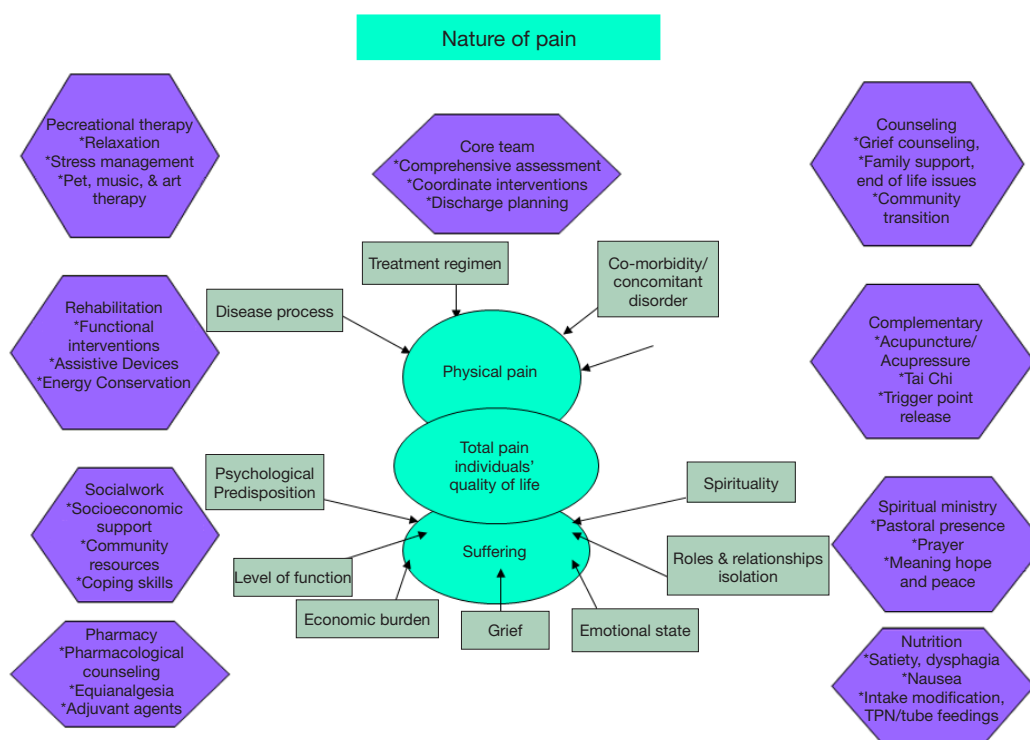 Nature of pain
Pecreational therapy
*Relaxation
*Stress management
*Pet, music, & art
therapy
Core team
*Comprehensive assessment
*Coordinate interventions
*Discharge planning
Counseling
*Grief counseling,
*Family support,
end of life issues
*Community
transition
Treatment regimen
Co-morbidity/
concomitant
disorder
Disease process
Rehabilitation
*Functional
interventions
*Assistive Devices
*Energy Conservation
Physical pain
Complementary
*Acupuncture/
Acupressure
*Tai Chi
*Trigger point
release
Total pain
individuals’
quality of life
Psychological
Predisposition
Spirituality
Socialwork
*Socioeconomic
support
*Community
resources
*Coping skills
Suffering
Level of function
Roles & relationships
isolation
Spiritual ministry
*Pastoral presence
*Prayer
*Meaning hope
and peace
Economic burden
Grief
Emotional state
Pharmacy
*Pharmacological
counseling
*Equianalgesia
*Adjuvant agents
Nutrition
*Satiety, dysphagia
*Nausea
*Intake modification,
TPN/tube feedings